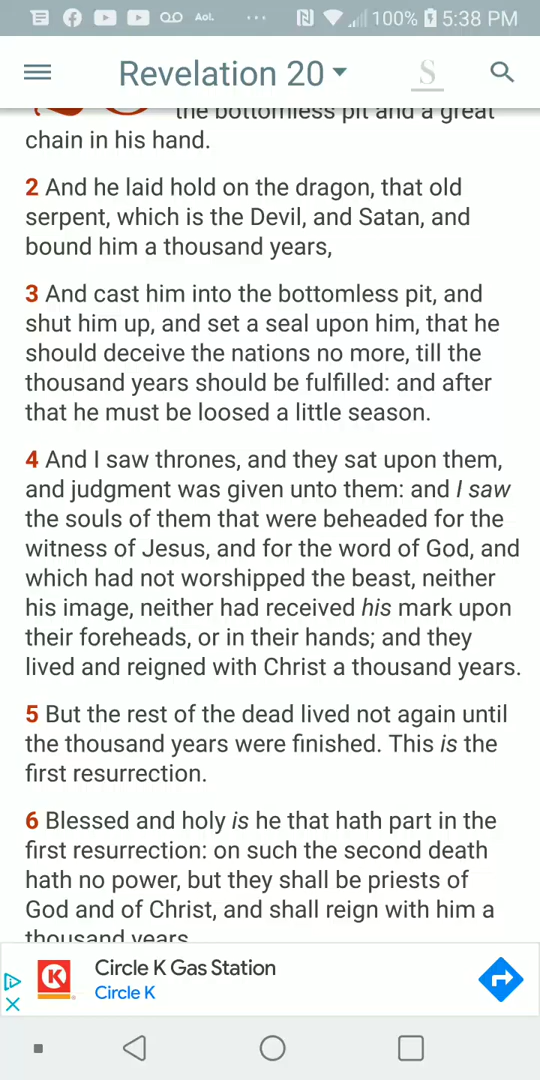 Aol. ... 100% 5:38 PM
Revelation 20 S
the bottomless pit and a great
chain in his hand.
2 And he laid hold on the dragon, that old
serpent, which is the Devil, and Satan, and
bound him a thousand years,
3 And cast him into the bottomless pit, and
shut him up, and set a seal upon him, that he
should deceive the nations no more, till the
thousand years should be fulfilled: and after
that he must be loosed a little season.
4 And I saw thrones, and they sat upon them,
and judgment was given unto them: and I saw
the souls of them that were beheaded for the
witness of Jesus, and for the word of God, and
which had not worshipped the beast, neither
his image, neither had received his mark upon
their foreheads, or in their hands; and they
lived and reigned with Christ a thousand years.
5 But the rest of the dead lived not again until
the thousand years were finished. This is the
first resurrection.
6 Blessed and holy is he that hath part in the
first resurrection: on such the second death
hath no power, but they shall be priests of
God and of Christ, and shall reign with him a
thousand years
Circle K Gas Station
K
Circle K